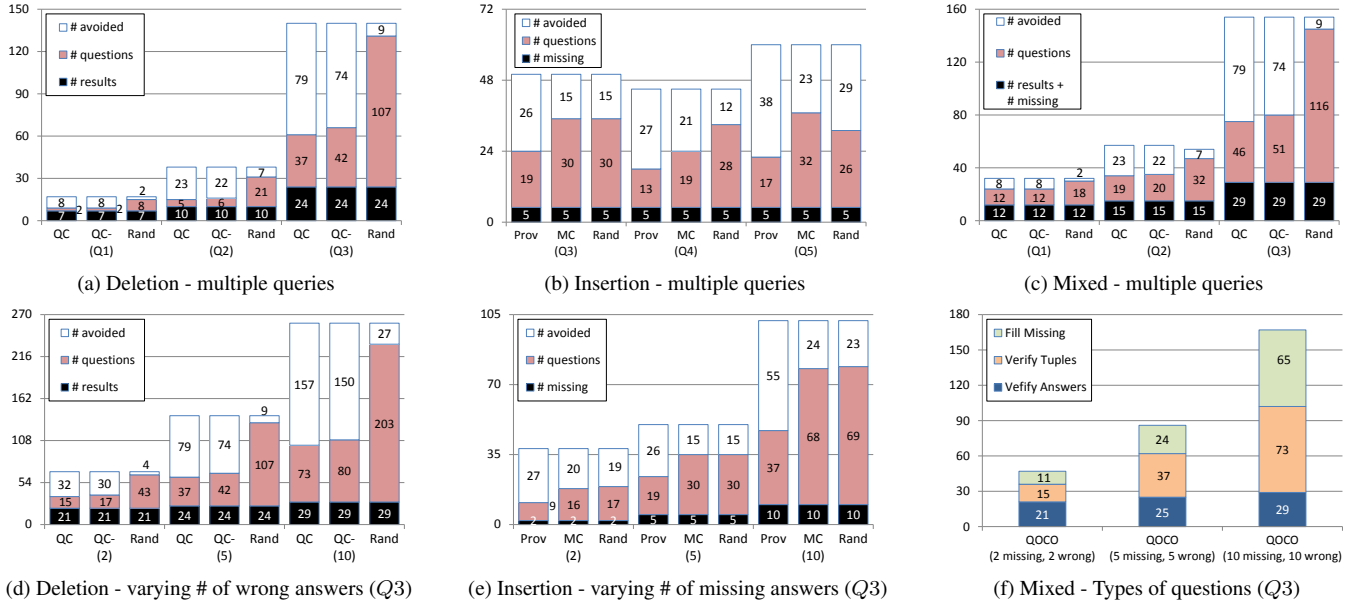 150
120
90
60
30
0
# avoided
# questions
# results
8 2 7
8 2 7
2 8 7
23 5 10
22 6 10
7 21 10
79 37 24
74 42 24
9 107 24
QC QC- Rand QC QC- Rand QC QC- Rand
(Q1) (Q2) (Q3)
(a) Deletion - multiple queries
72
48
24
0
# avoided
# questions
# missing
26 19 5
15 30 5
15 30 5
27 13 5
21 19 5
12 28 5
38 17 5
23 32 5
29 26 5
Prov MC Rand Prov MC Rand Prov MC Rand
(Q3) (Q4) (Q5)
(b) Insertion - multiple queries
160
120
80
40
0
# avoided
# questions
# results +
# missing
8 12 12
8 12 12
2 18 12
23 19 15
22 20 15
7 32 15
79 46 29
74 51 29
9 116 29
QC QC- Rand QC QC- Rand QC QC- Rand
(Q1) (Q2) (Q3)
(c) Mixed - multiple queries
270
216
162
108
54
0
# avoided
# questions
# results
32 15 21
30 17 21
4 43 21
79 37 24
74 42 24
9 107 24
157 73 29
150 80 29
27 203 29
QC QC- Rand QC QC- Rand QC QC- Rand
(2) (5) (10)
(d) Deletion - varying # of wrong answers (Q3)
105
70
35
0
# avoided
# questions
# missing
27 9 2
20 16 2
19 17 2
26 19 5
15 30 5
15 30 5
55 37 10
24 68 10
23 69 10
Prov MC Rand Prov MC Rand Prov MC Rand
(2) (5) (10)
(e) Insertion - varying # of missing answers (Q3)
180
150
120
90
60
30
0
Fill Missing
Verify Tuples
Vefify Answers
11 15 21
24 37 25
65 73 29
QOCO QOCO QOCO
(2 missing, 2 wrong) (5 missing, 5 wrong) (10 missing, 10 wrong)
(f) Mixed - Types of questions (Q3)